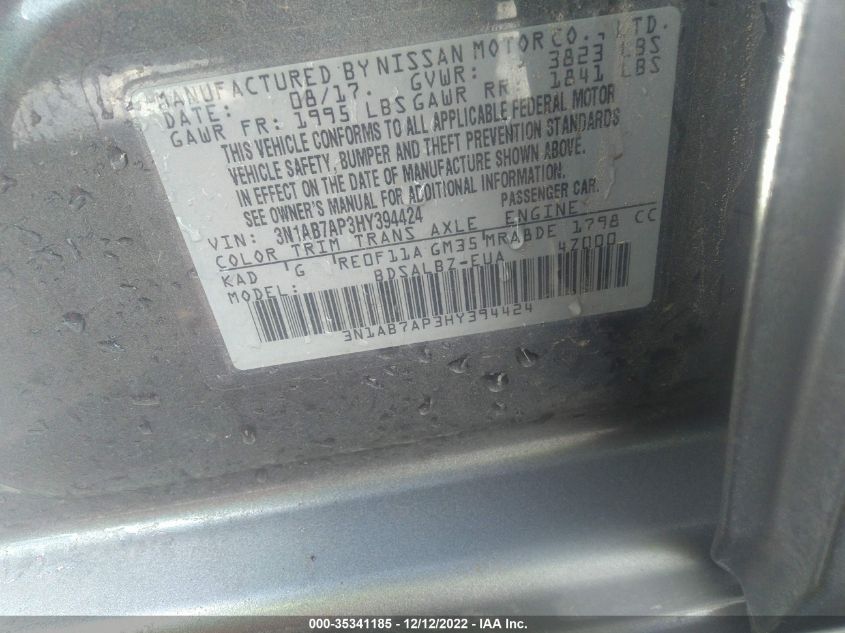 MANUFACTURED BY NISSAN MOTOR CO., LTD.
DATE: 08/17 GVWR: 3823 LBS
GAWR FR: 1995 LBS GAWR RR 1841 LBS
THIS VEHICLE CONFORMS TO ALL APPLICABLE FEDERAL MOTOR
VEHICLE SAFETY, BUMPER AND THEFT PREVENTION STANDARDS
IN EFFECT ON THE DATE OF MANUFACTURE SHOWN ABOVE.
SEE OWNER'S MANUAL FOR ADDITIONAL INFORMATION.
VIN: 3N1AB7AP3HY394424 PASSENGER CAR.
COLOR TRIM TRANS AXLE ENGINE
KAD G RE0F11A GM35 MRA8DE 1798 CC
MODEL: BDSALBZ-EUA 47000
3N1AB7AP3HY394424
000-35341185 - 12/12/2022 - IAA Inc.